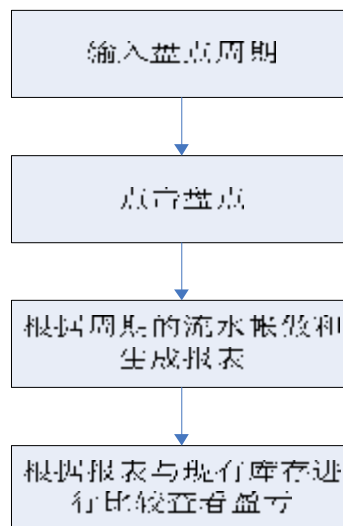 输入盘点周期
点击盘点
根据周期的流水帐做和
生成报表
根据报表与现有库存进
行比较查看盈亏